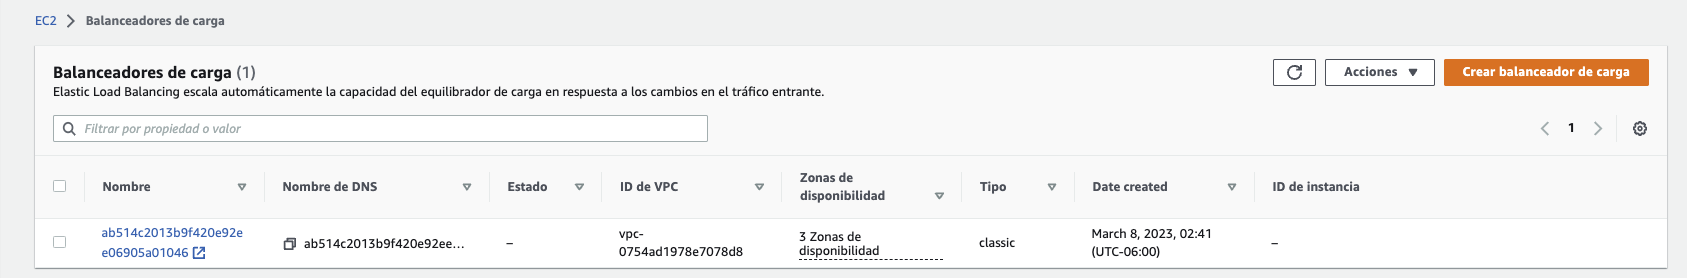 EC2 > Balanceadores de carga
Balanceadores de carga (1)
Elastic Load Balancing escala automáticamente la capacidad del equilibrador de carga en respuesta a los cambios en el tráfico entrante.
Acciones
Crear balanceador de carga
Filtrar por propiedad o valor
1
Nombre
Nombre de DNS
Estado
ID de VPC
Zonas de
disponibilidad
Tipo
Date created
ID de instancia
ab514c2013b9f420e92e
e06905a01046
ab514c2013b9f420e92ee...
–
vpc-
0754ad1978e7078d8
3 Zonas de
disponibilidad
classic
March 8, 2023, 02:41
(UTC-06:00)
–